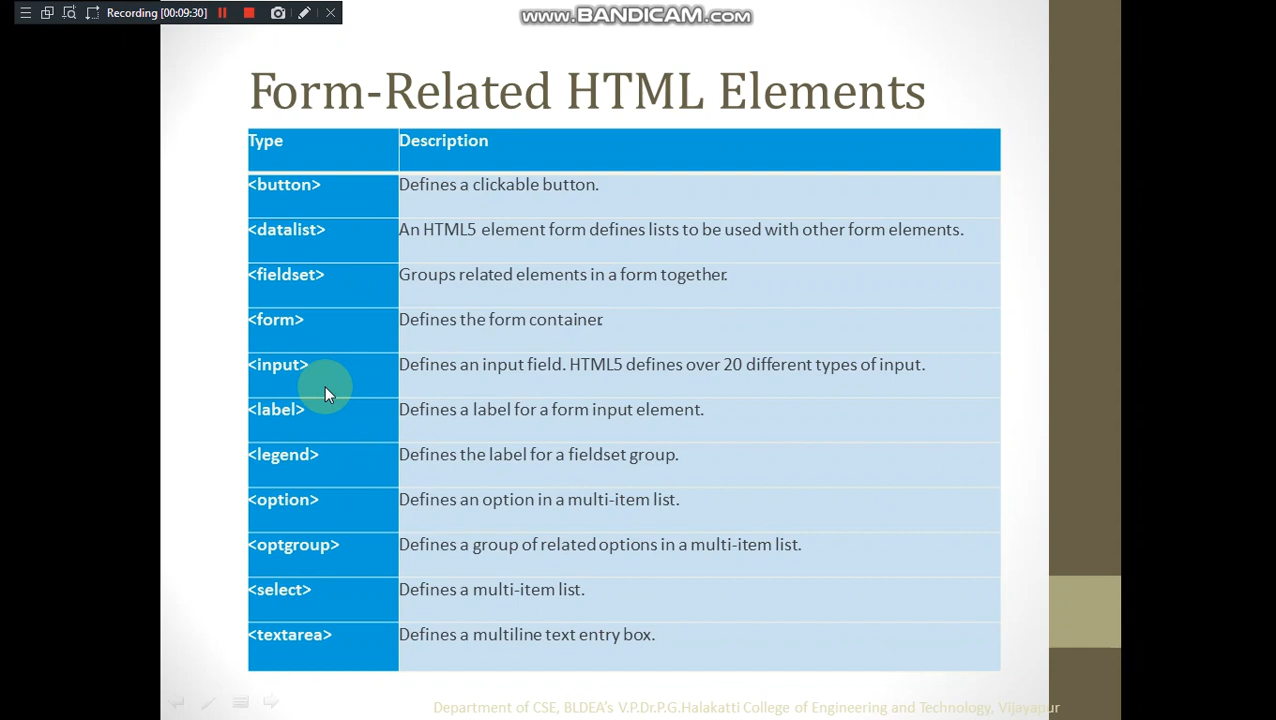 Recording [00:09:30]
www.BANDICAM.com
Form-Related HTML Elements
Type Description
<button> Defines a clickable button.
<datalist> An HTML5 element form defines lists to be used with other form elements.
<fieldset> Groups related elements in a form together.
<form> Defines the form container.
<input> Defines an input field. HTML5 defines over 20 different types of input.
<label> Defines a label for a form input element.
<legend> Defines the label for a fieldset group.
<option> Defines an option in a multi-item list.
<optgroup> Defines a group of related options in a multi-item list.
<select> Defines a multi-item list.
<textarea> Defines a multiline text entry box.
Department of CSE, BLDEA's V.P.Dr.P.G.Halakatti College of Engineering and Technology, Vijayapur